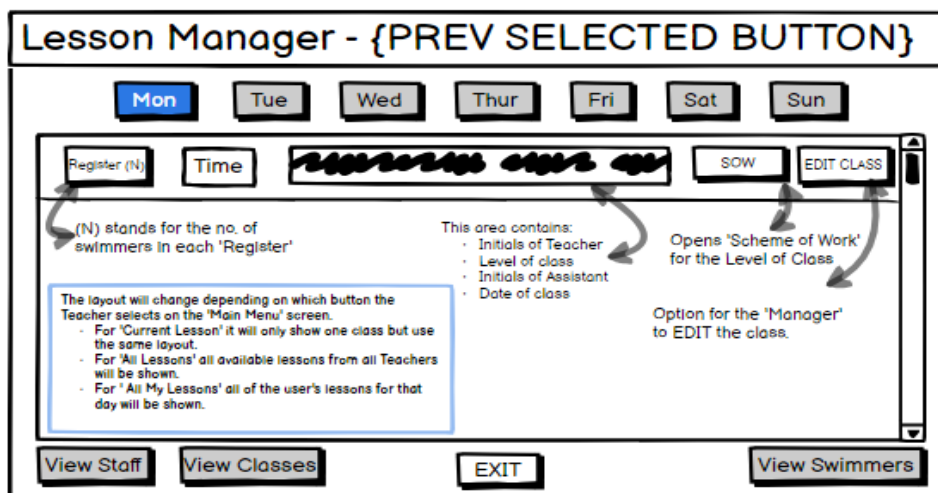 Lesson Manager - {PREV SELECTED BUTTON}
Mon Tue Wed Thur Fri Sat Sun
Register (N) Time SOW EDIT CLASS
(N) stands for the no. of
swimmers in each 'Register'
This area contains:
· Initials of Teacher
· Level of class
· Initials of Assistant
· Date of class
Opens 'Scheme of Work'
for the Level of Class
Option for the 'Manager'
to EDIT the class.
The layout will change depending on which button the
Teacher selects on the 'Main Menu' screen.
- For 'Current Lesson' it will only show one class but use
the same layout.
- For 'All Lessons' all available lessons from all Teachers
will be shown.
- For ' All My Lessons' all of the user's lessons for that
day will be shown.
View Staff View Classes EXIT View Swimmers